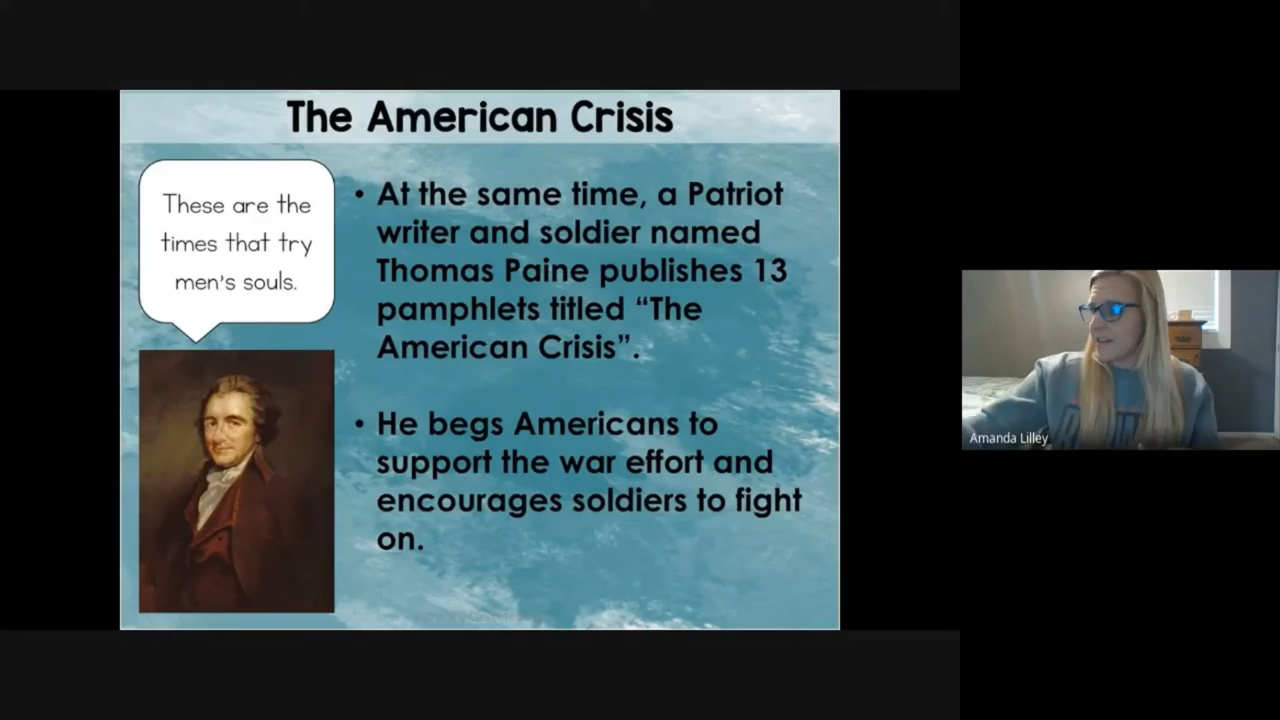 The American Crisis
These are the
times that try
men's souls.
• At the same time, a Patriot
writer and soldier named
Thomas Paine publishes 13
pamphlets titled “The
American Crisis”.
• He begs Americans to
support the war effort and
encourages soldiers to fight
on.
Amanda Lilley